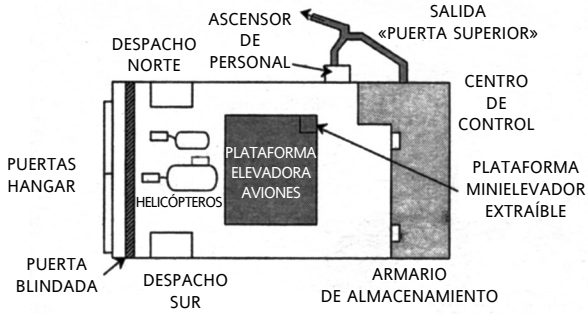 ASCENSOR
DE
PERSONAL
SALIDA
«PUERTA SUPERIOR»
DESPACHO
NORTE
CENTRO
DE
CONTROL
PUERTAS
HANGAR
PLATAFORMA
ELEVADORA
AVIONES
HELICÓPTEROS
PLATAFORMA
MINIELEVADOR
EXTRAÍBLE
PUERTA
BLINDADA
DESPACHO
SUR
ARMARIO
DE ALMACENAMIENTO